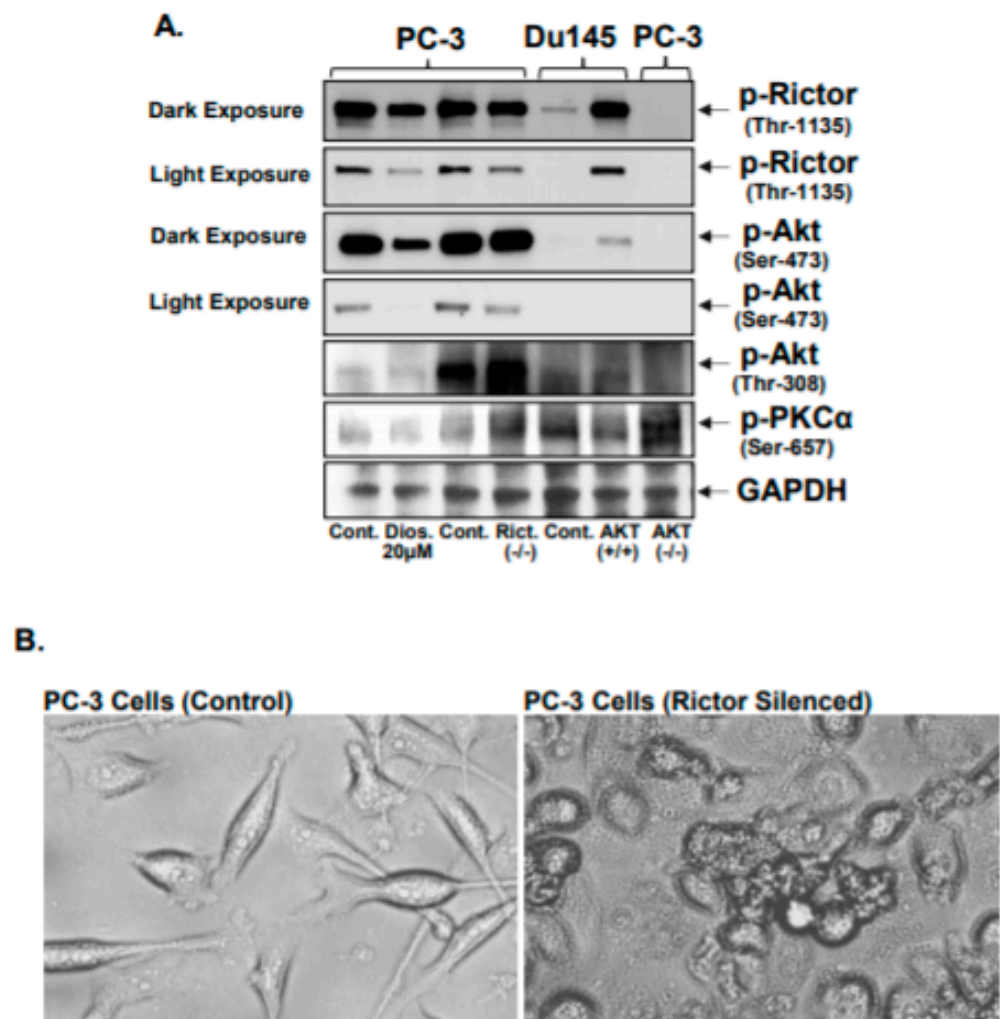 A.
PC-3 Du145 PC-3
Dark Exposure p-Rictor
(Thr-1135)
Light Exposure p-Rictor
(Thr-1135)
Dark Exposure p-Akt
(Ser-473)
Light Exposure p-Akt
(Ser-473)
p-Akt
(Thr-308)
p-PKCα
(Ser-657)
GAPDH
Cont. Dios. Cont. Rict. Cont. AKT AKT
20µM (-/-) (+/+) (-/-)
B.
PC-3 Cells (Control) PC-3 Cells (Rictor Silenced)